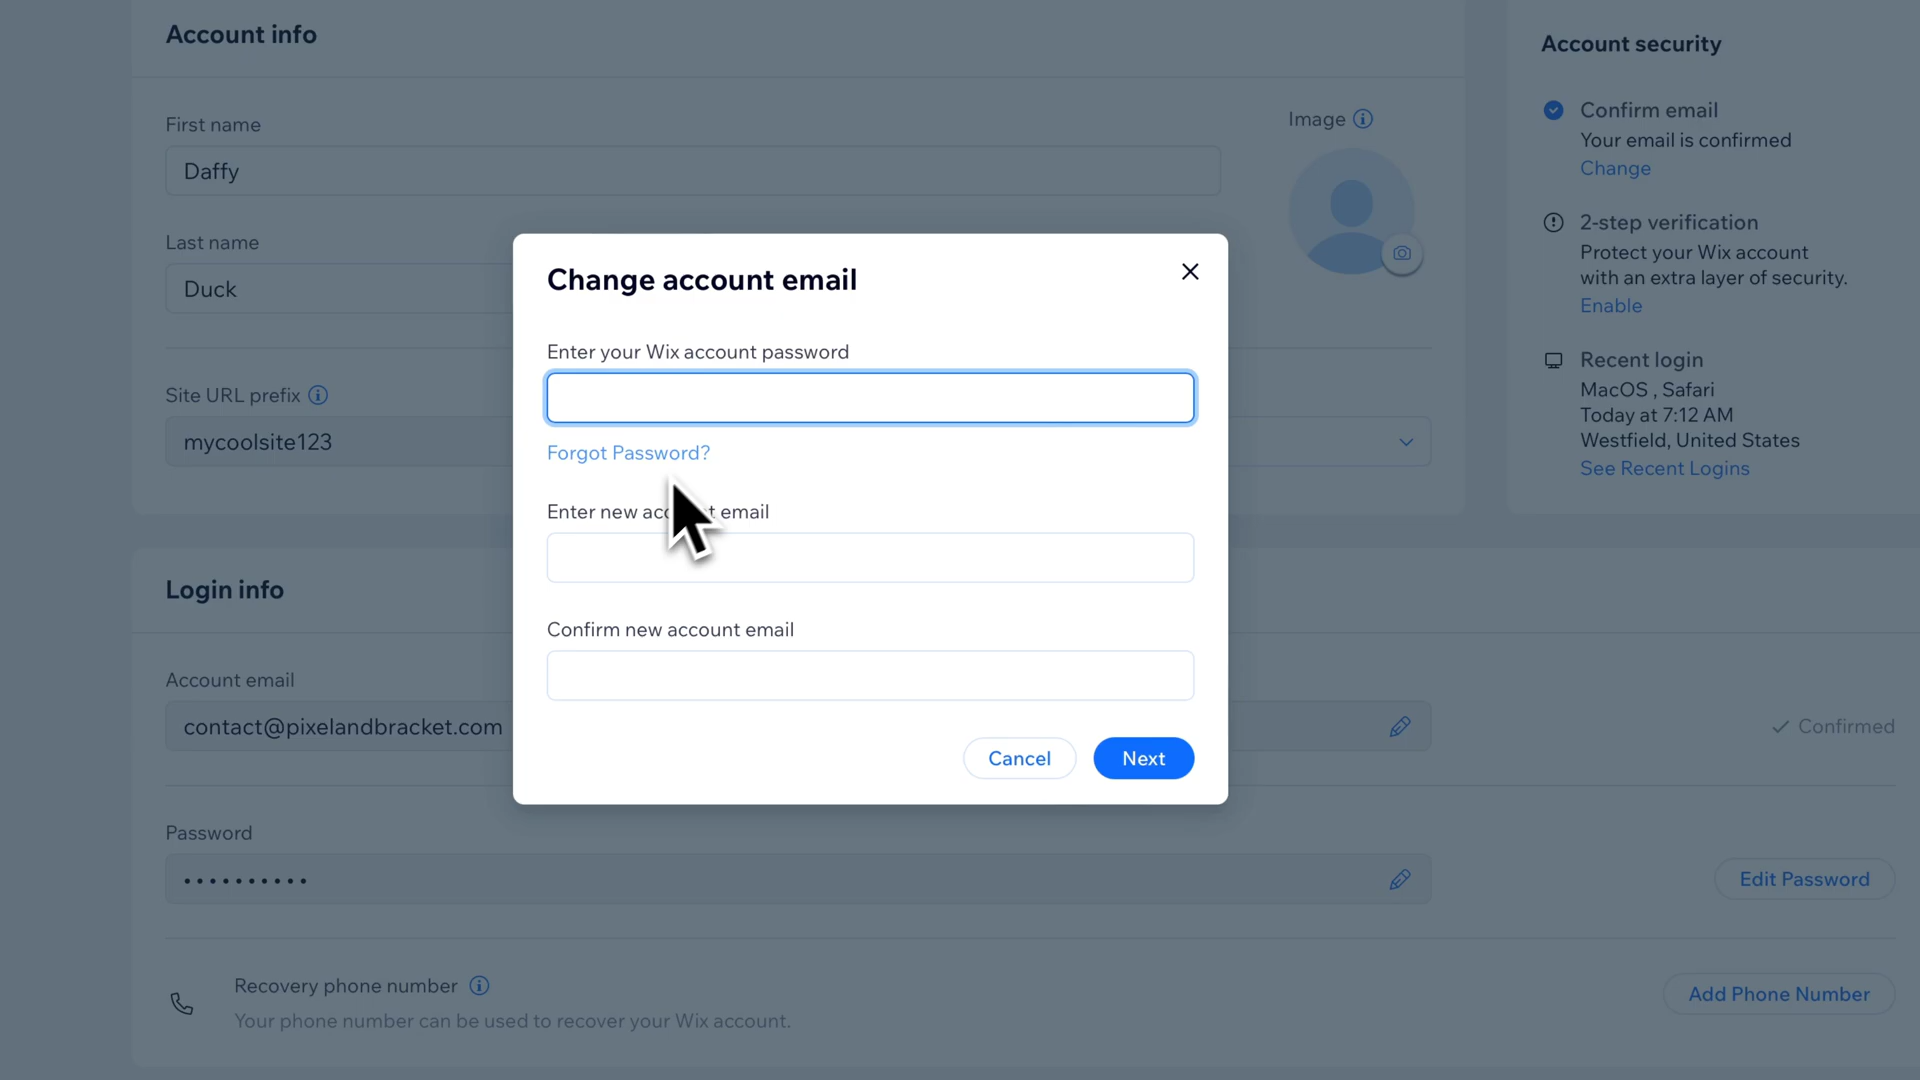 Account info
First name
Daffy
Image
Last name
Duck
Site URL prefix
mycoolsite123
Account security
Confirm email
Your email is confirmed
Change
2-step verification
Protect your Wix account
with an extra layer of security.
Enable
Recent login
MacOS , Safari
Today at 7:12 AM
Westfield, United States
See Recent Logins
Change account email
Enter your Wix account password
Forgot Password?
Enter new account email
Confirm new account email
Cancel
Next
Login info
Account email
contact@pixelandbracket.com
Confirmed
Password
Edit Password
Recovery phone number
Your phone number can be used to recover your Wix account.
Add Phone Number